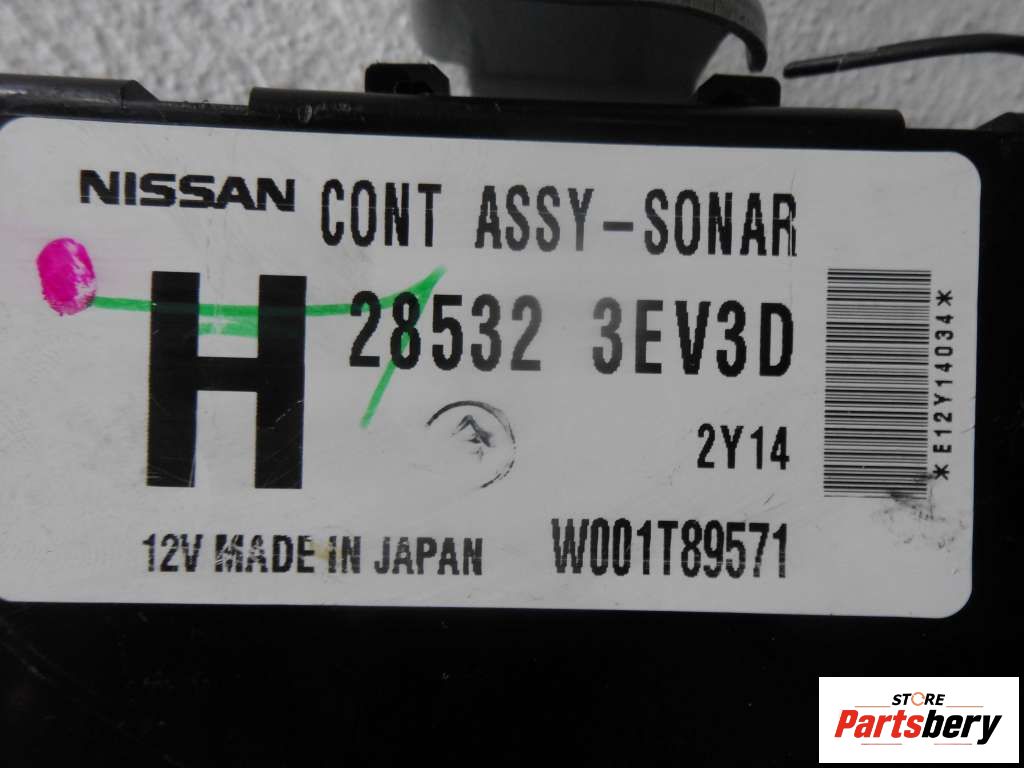 NISSAN CONT ASSY-SONAR
H
28532 3EV3D
2Y14
*E12Y14034*
12V MADE IN JAPAN W001T89571
STORE
Partsbery